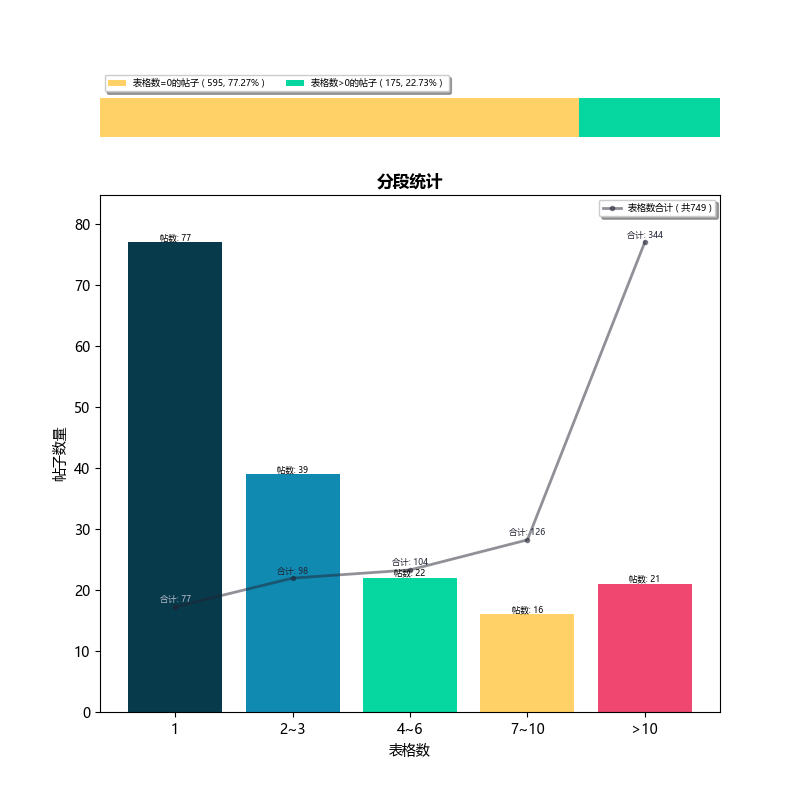 表格数=0的帖子 ( 595, 77.27% ) 表格数>0的帖子 ( 175, 22.73% )
分段统计
表格数合计 ( 共749 )
80
70
60
50
40
30
20
10
0
帖子数量
帖数: 77
帖数: 39
帖数: 22
帖数: 16
帖数: 21
合计: 77
合计: 98
合计: 104
合计: 126
合计: 344
1 2~3 4~6 7~10 >10
表格数